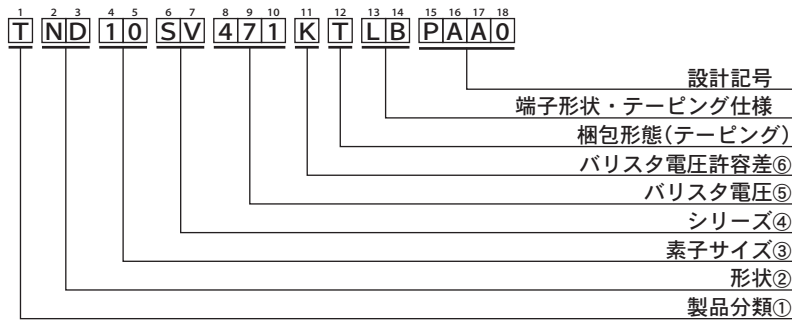 1 2 3 4 5 6 7 8 9 10 11 12 13 14 15 16 17 18
T ND 10 SV 471 K T LB PAA0
設計記号
端子形状・テーピング仕様
梱包形態(テーピング)
バリスタ電圧許容差⑥
バリスタ電圧⑤
シリーズ④
素子サイズ③
形状②
製品分類①